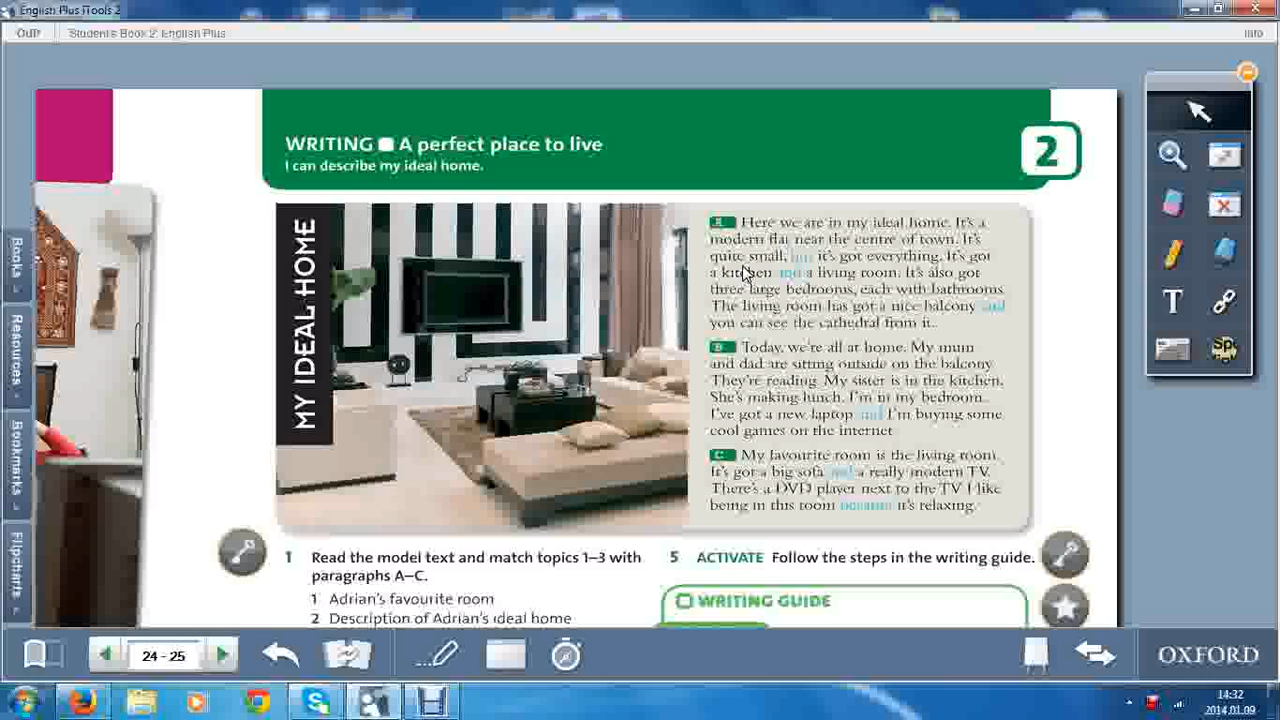 English Plus iTools 2
Quit
Student's Book 2: English Plus
Info
WRITING A perfect place to live
I can describe my ideal home.
2
MY IDEAL HOME
A Here we are in my ideal home. It's a
modern flat near the centre of town. It's
quite small, but it's got everything. It's got
a kitchen and a living room. It's also got
three large bedrooms, each with bathrooms
The living room has got a nice balcony and
you can see the cathedral from it.
B Today, we're all at home. My mum
and dad are sitting outside on the balcony
They're reading. My sister is in the kitchen.
She's making lunch. I'm in my bedroom.
I've got a new laptop and I'm buying some
cool games on the internet
C My favourite room is the living room.
It's got a big sofa and a really modern TV.
There's a DVD player next to the TV I like
being in this room because it's relaxing.
1 Read the model text and match topics 1–3 with
paragraphs A–C.
1 Adrian's favourite room
2 Description of Adrian's ideal home
5 ACTIVATE Follow the steps in the writing guide.
WRITING GUIDE
Books
Resources
Bookmarks
Flipcharts
T
sp
24 - 25
OXFORD
14:32
2014.01.09